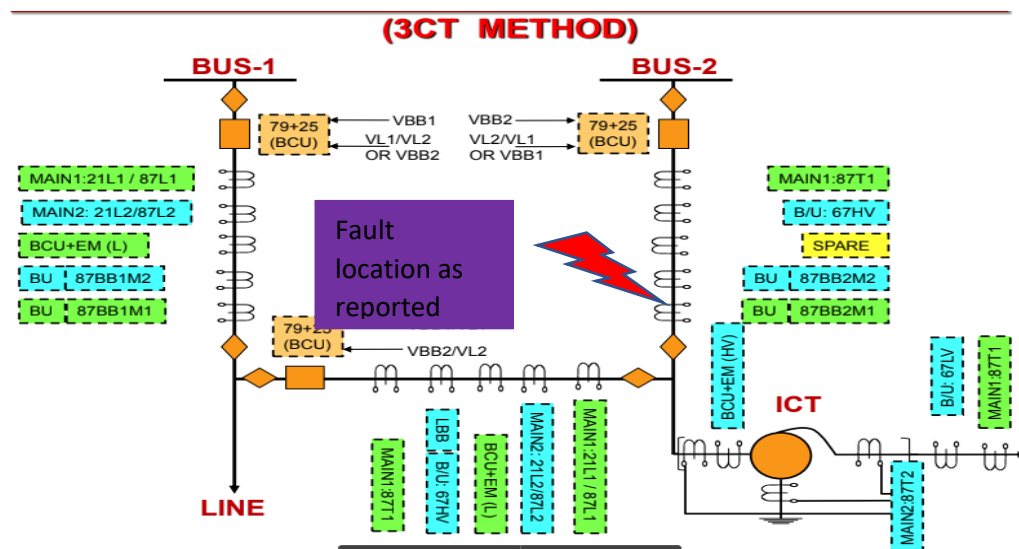 (3CT METHOD)
BUS-1
BUS-2
79+25
(BCU)
VBB1
VL1/VL2
OR VBB2
VBB2
VL2/VL1
OR VBB1
79+25
(BCU)
MAIN1:21L1 / 87L1
MAIN2: 21L2/87L2
BCU+EM (L)
BU 87BB1M2
BU 87BB1M1
Fault
location as
reported
MAIN1:87T1
B/U: 67HV
SPARE
BU 87BB2M2
BU 87BB2M1
79+25
(BCU)
VBB2/VL2
BCU+EM (HV)
B/U: 67LV
MAIN1:87T1
ICT
MAIN1:87T1
LBB B/U: 67HV
BCU+EM (L)
MAIN2: 21L2/87L2
MAIN1:21L1 / 87L1
MAIN2:87T2
LINE